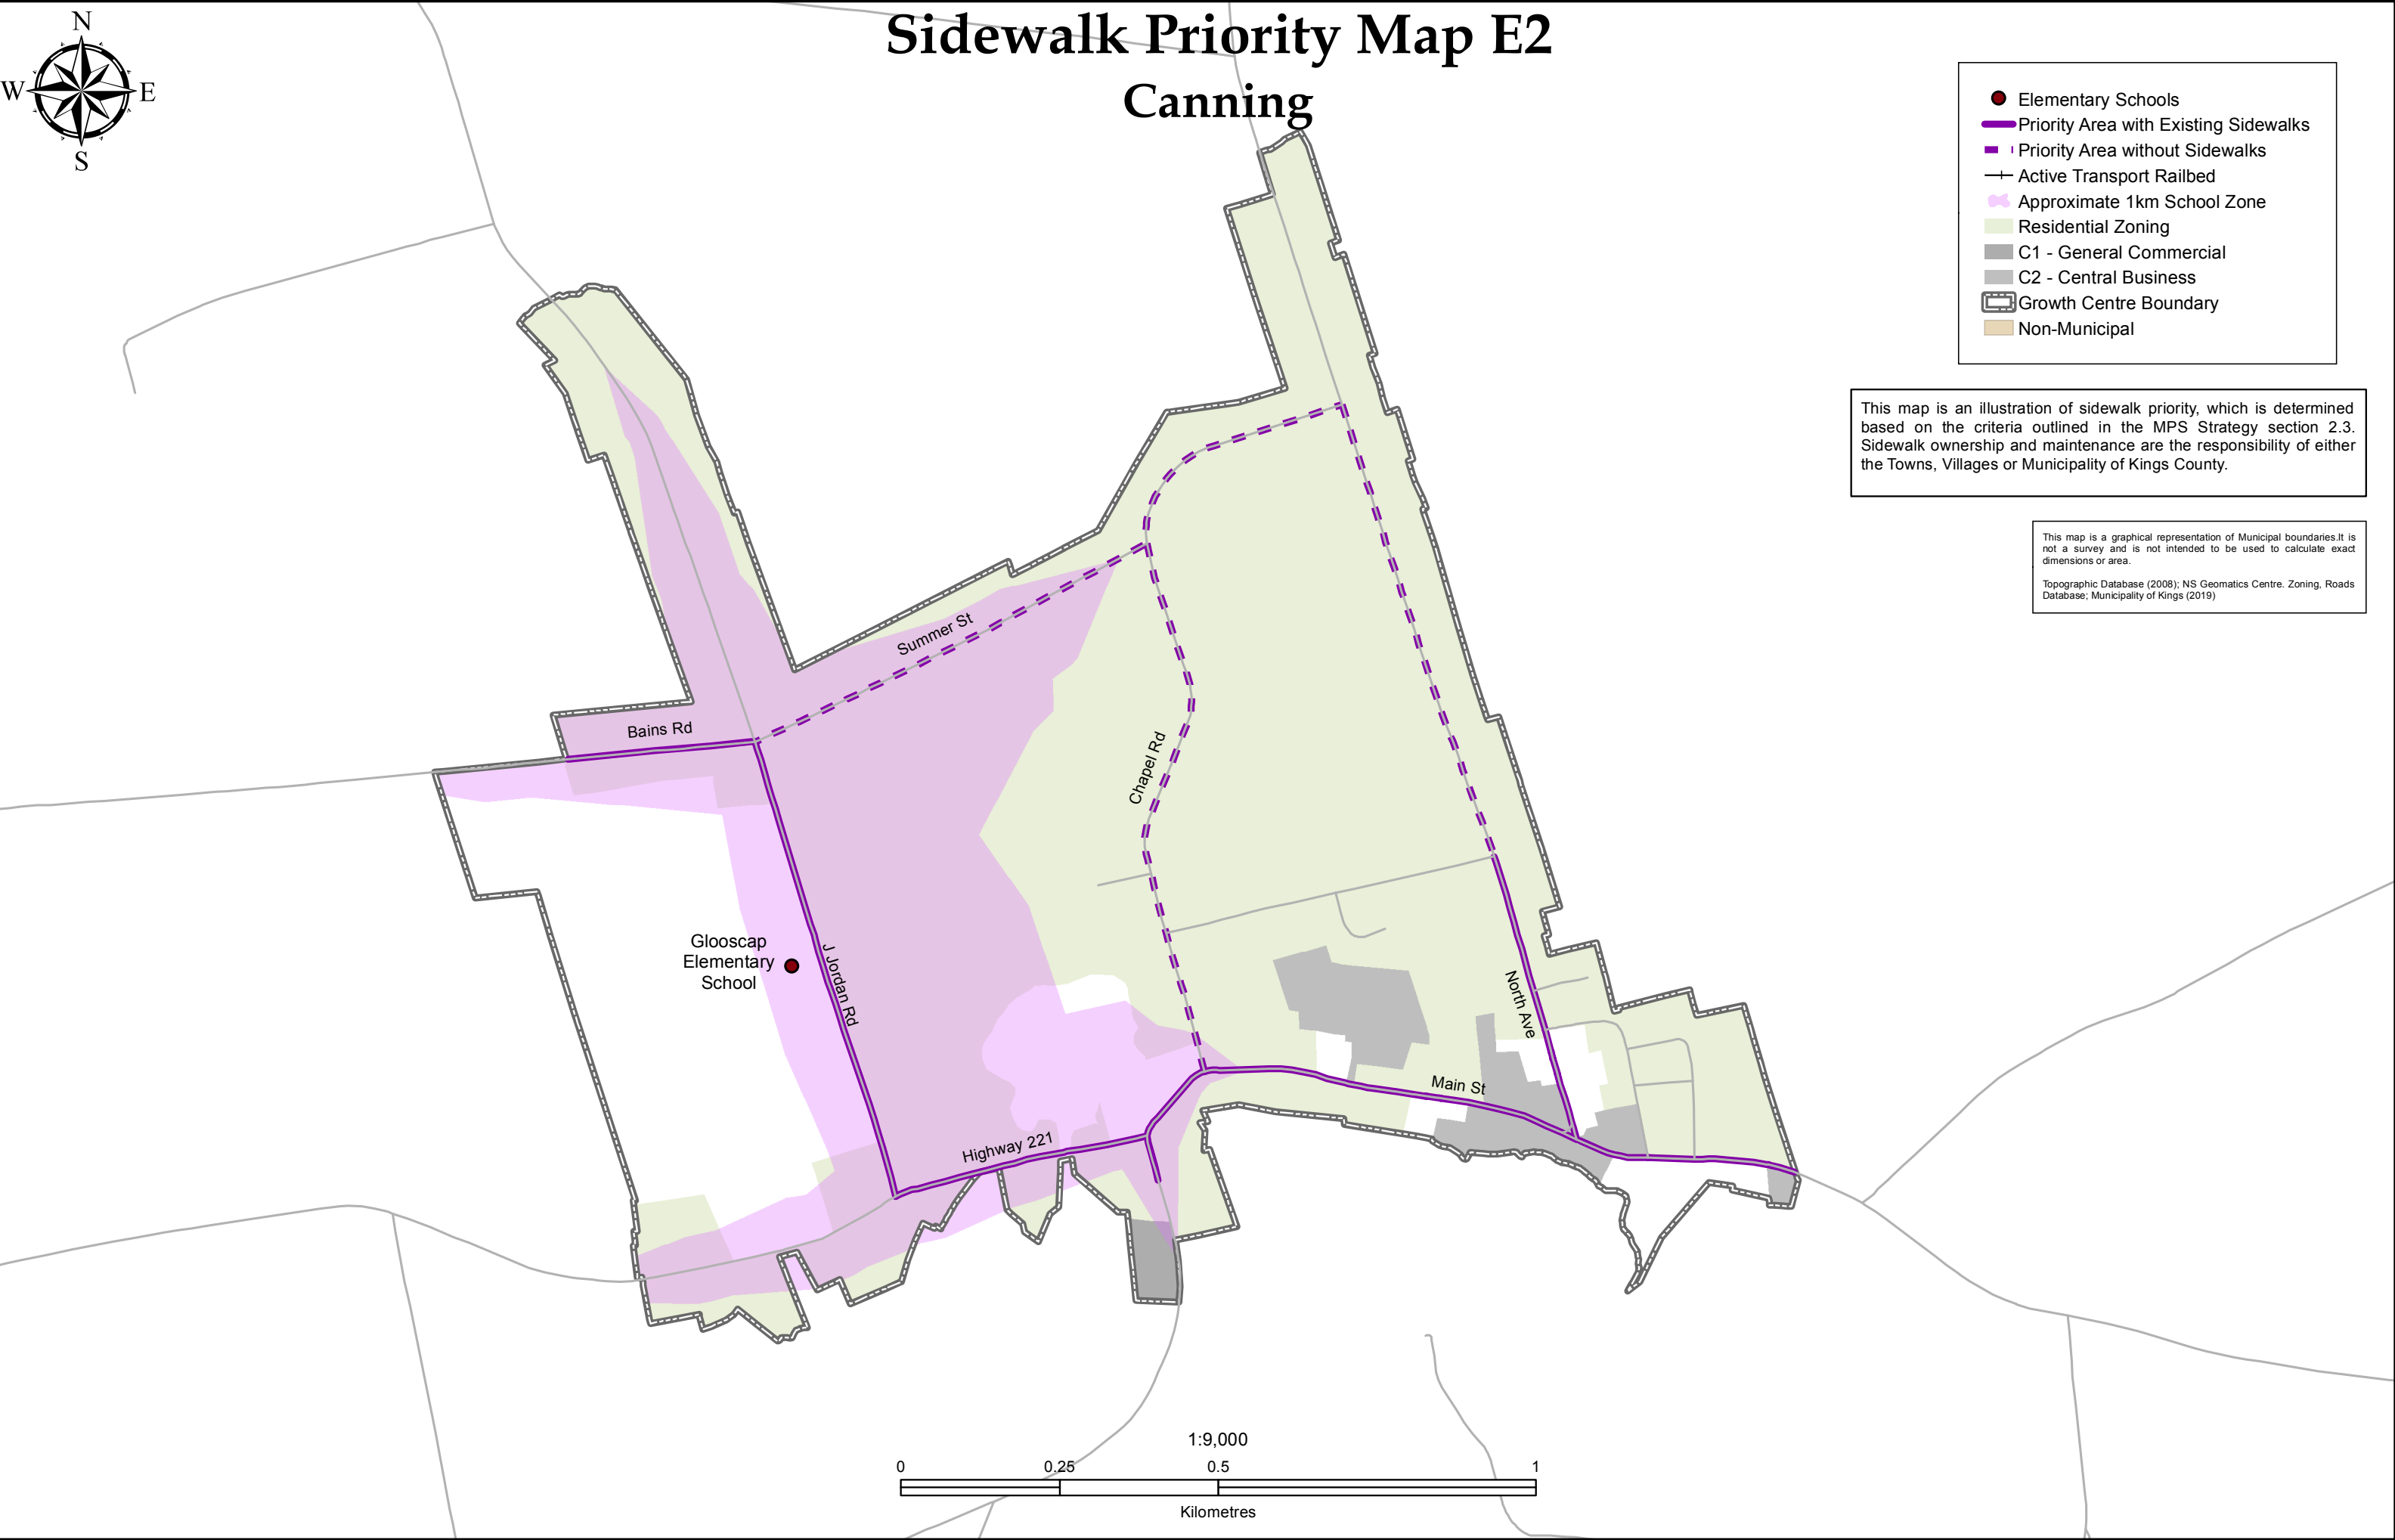 Sidewalk Priority Map E2
Canning
N
W
E
S
Elementary Schools
Priority Area with Existing Sidewalks
Priority Area without Sidewalks
Active Transport Railbed
Approximate 1km School Zone
Residential Zoning
C1 - General Commercial
C2 - Central Business
Growth Centre Boundary
Non-Municipal
This map is an illustration of sidewalk priority, which is determined
based on the criteria outlined in the MPS Strategy section 2.3.
Sidewalk ownership and maintenance are the responsibility of either
the Towns, Villages or Municipality of Kings County.
This map is a graphical representation of Municipal boundaries.It is
not a survey and is not intended to be used to calculate exact
dimensions or area.
Topographic Database (2008); NS Geomatics Centre. Zoning, Roads
Database; Municipality of Kings (2019)
Summer St
Bains Rd
Chapel Rd
Glooscap
Elementary
School
J Jordan Rd
North Ave
Main St
Highway 221
1:9,000
0
0.25
0.5
1
Kilometres